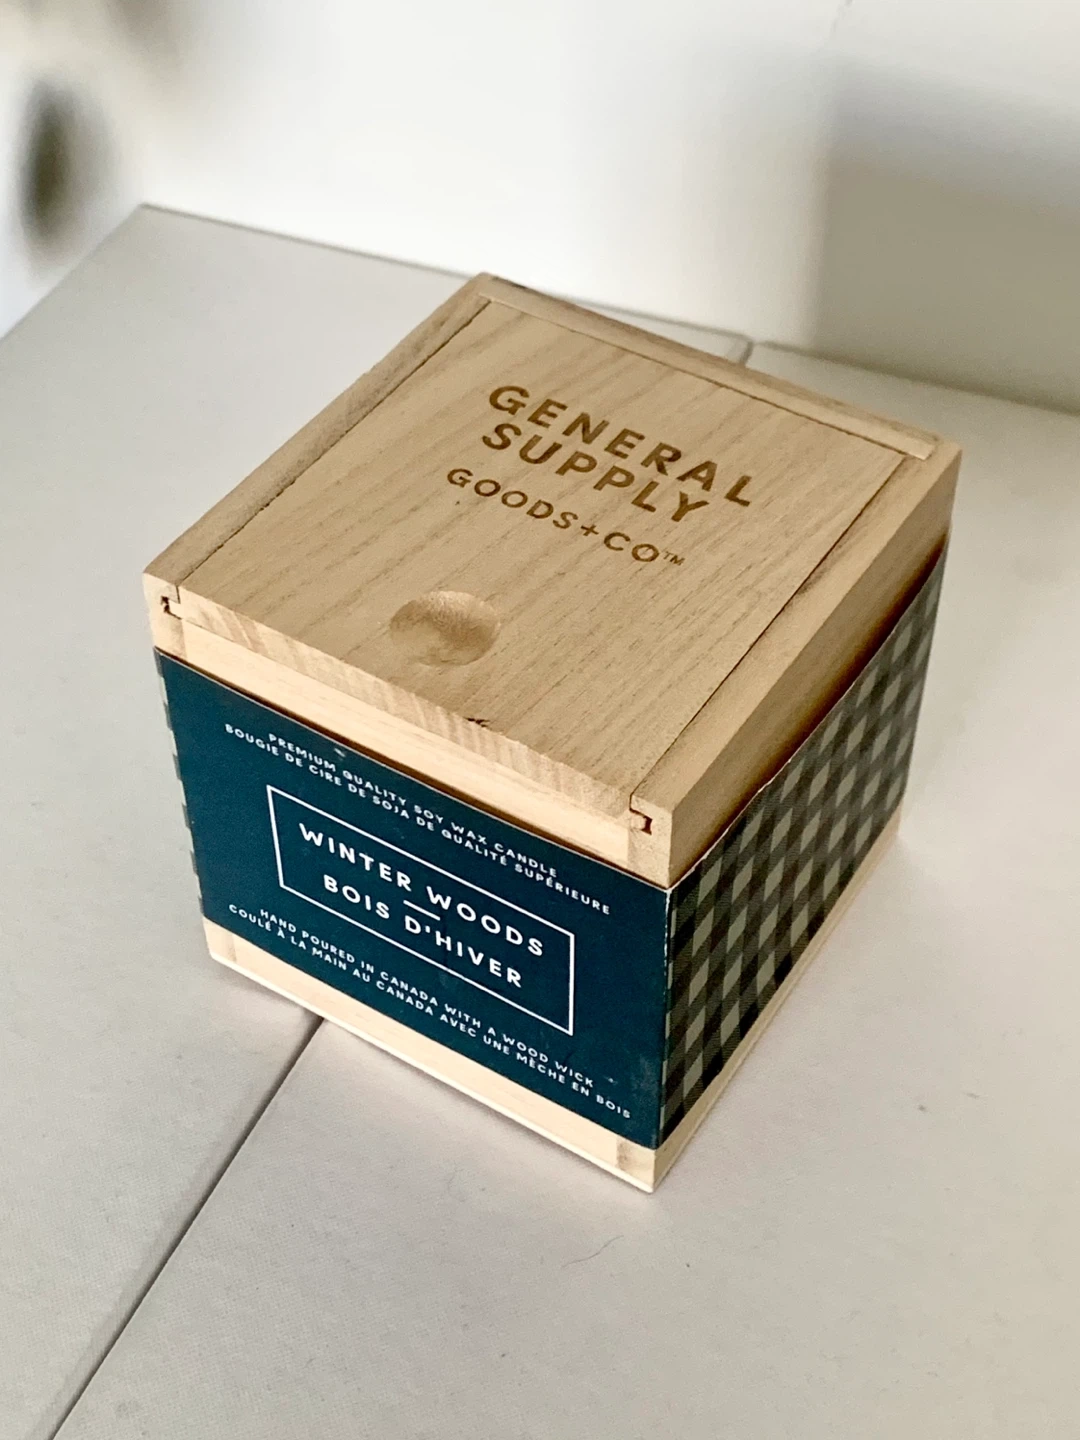 GENERAL
SUPPLY
GOODS+CO™
PREMIUM QUALITY SOY WAX CANDLE
BOUGIE DE CIRE DE SOJA DE QUALITÉ SUPÉRIEURE
WINTER WOODS
BOIS D'HIVER
HAND POURED IN CANADA WITH A WOOD WICK
COULÉ À LA MAIN AU CANADA AVEC UNE MÈCHE EN BOIS